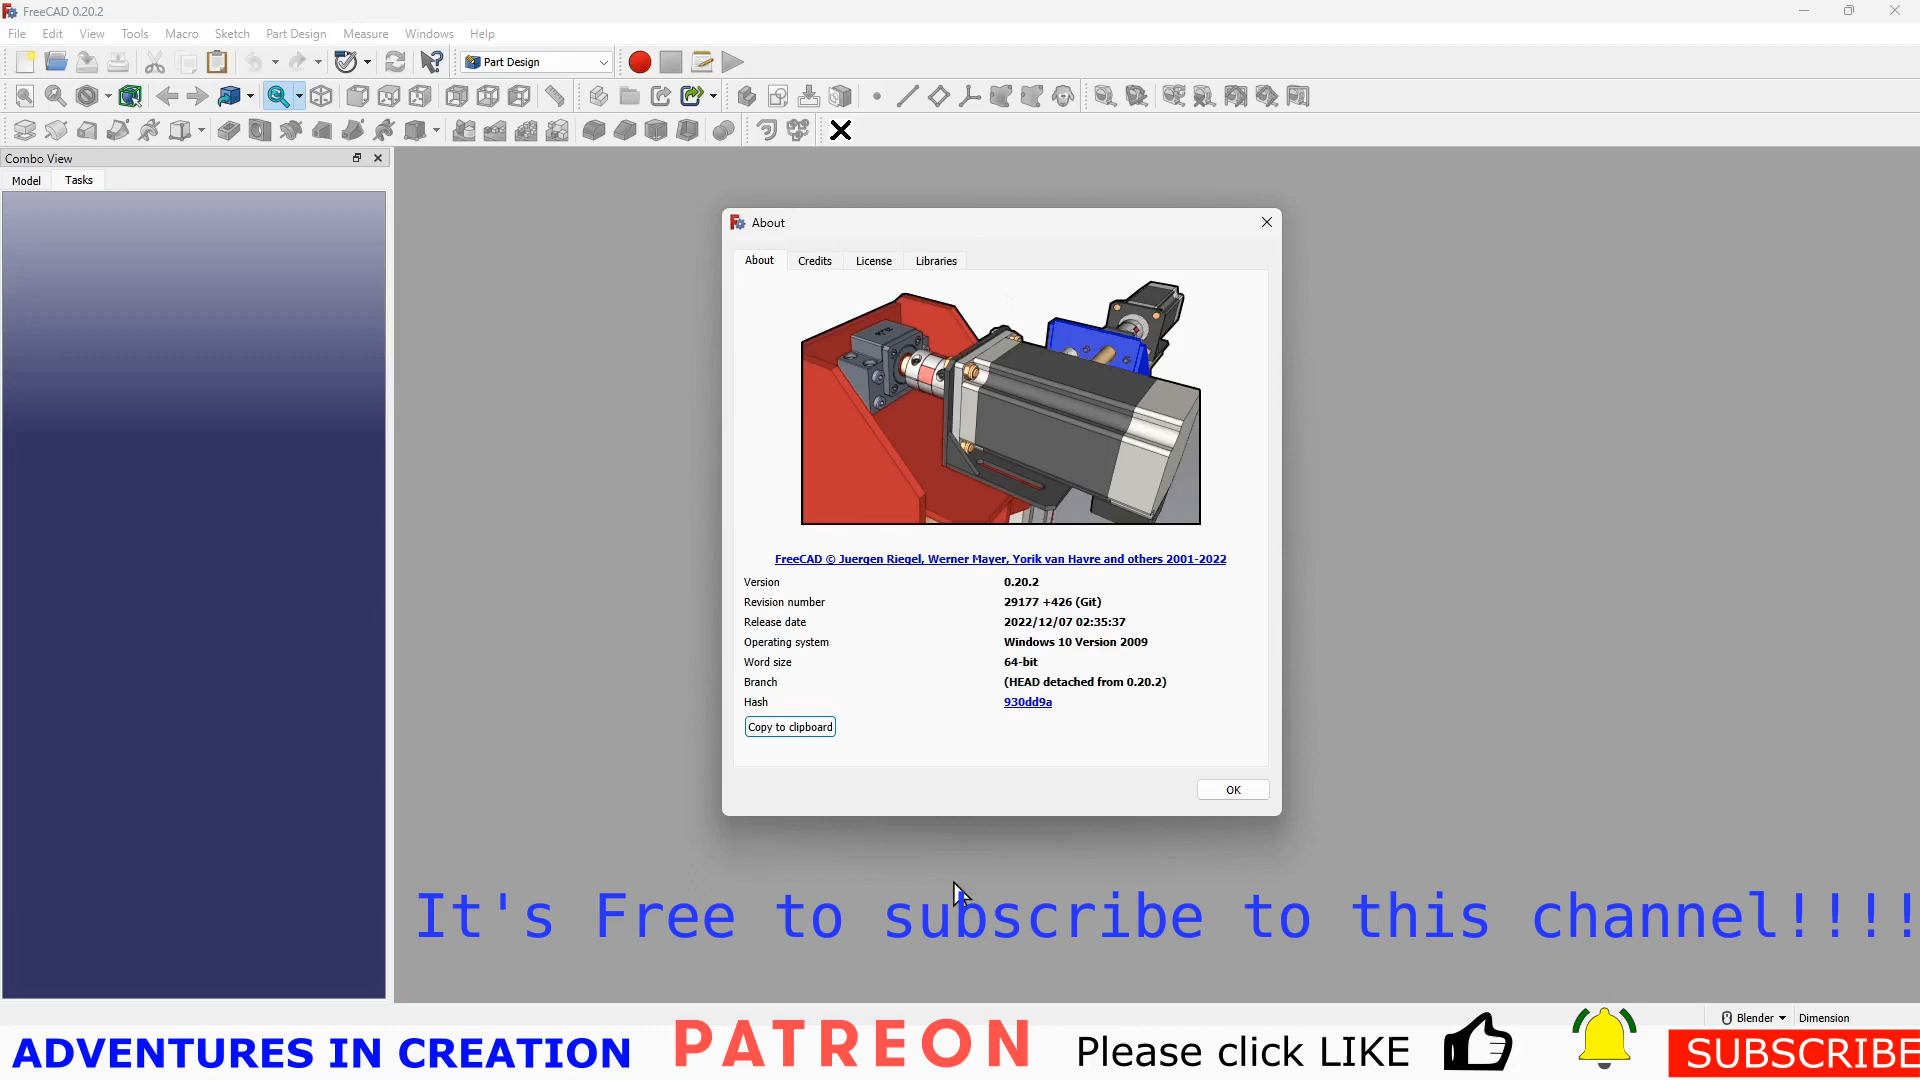 FreeCAD 0.20.2
File Edit View Tools Macro Sketch Part Design Measure Windows Help
Part Design
Combo View
Model Tasks
About
About Credits License Libraries
FreeCAD © Juergen Riegel, Werner Mayer, Yorik van Havre and others 2001-2022
Version 0.20.2
Revision number 29177 +426 (Git)
Release date 2022/12/07 02:35:37
Operating system Windows 10 Version 2009
Word size 64-bit
Branch (HEAD detached from 0.20.2)
Hash 930dd9a
Copy to clipboard
OK
It's Free to subscribe to this channel!!!!
Blender Dimension
ADVENTURES IN CREATION PATREON Please click LIKE SUBSCRIBE